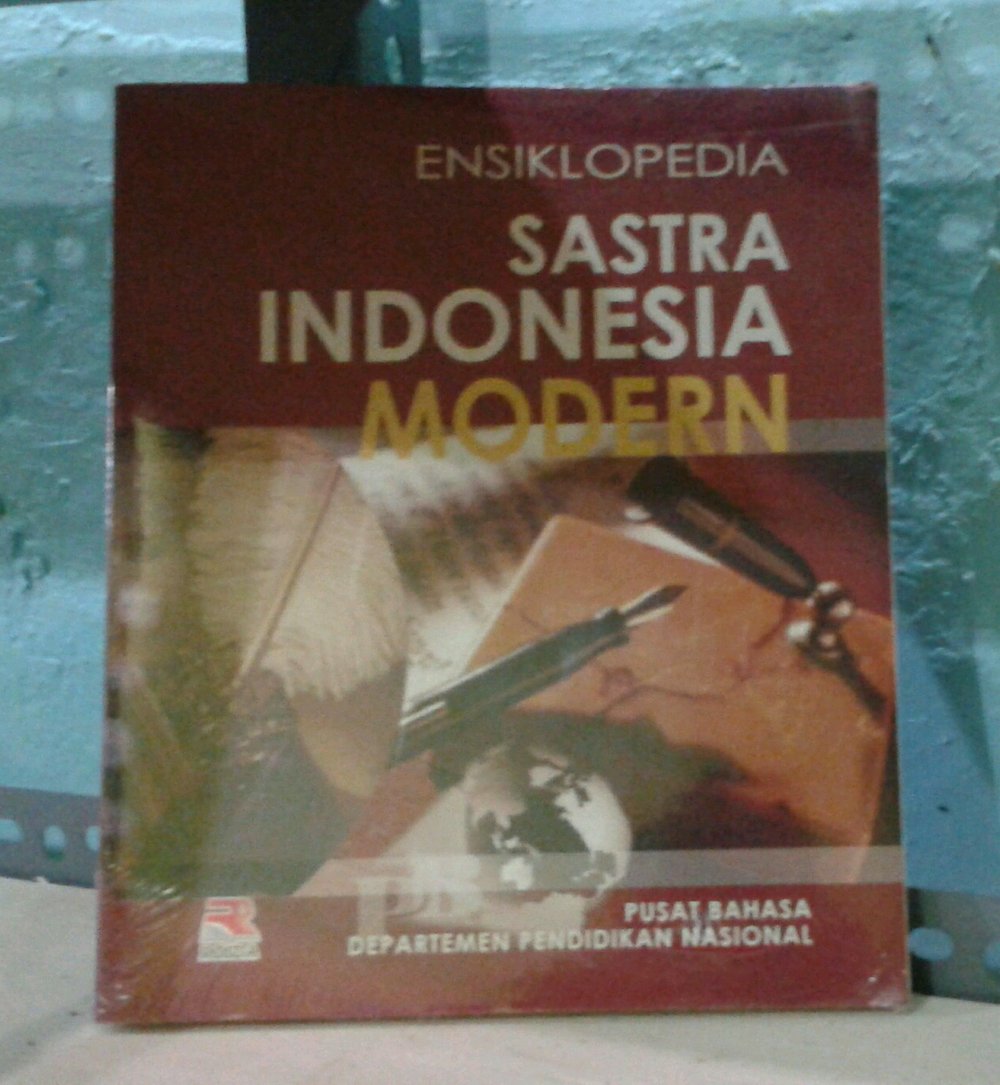 ENSIKLOPEDIA
SASTRA
INDONESIA
MODERN
PUSAT BAHASA
DEPARTEMEN PENDIDIKAN NASIONAL